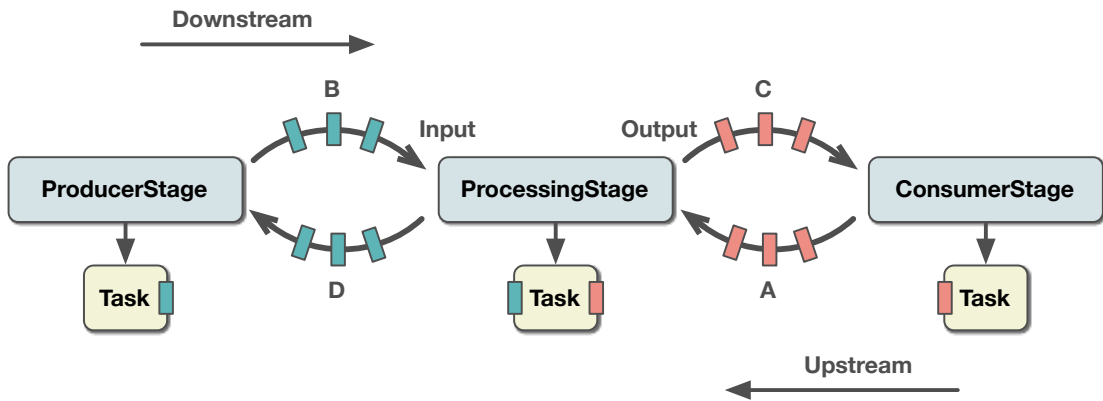 Downstream
B
C
Input
Output
ProducerStage
ProcessingStage
ConsumerStage
Task
Task
Task
D
A
Upstream